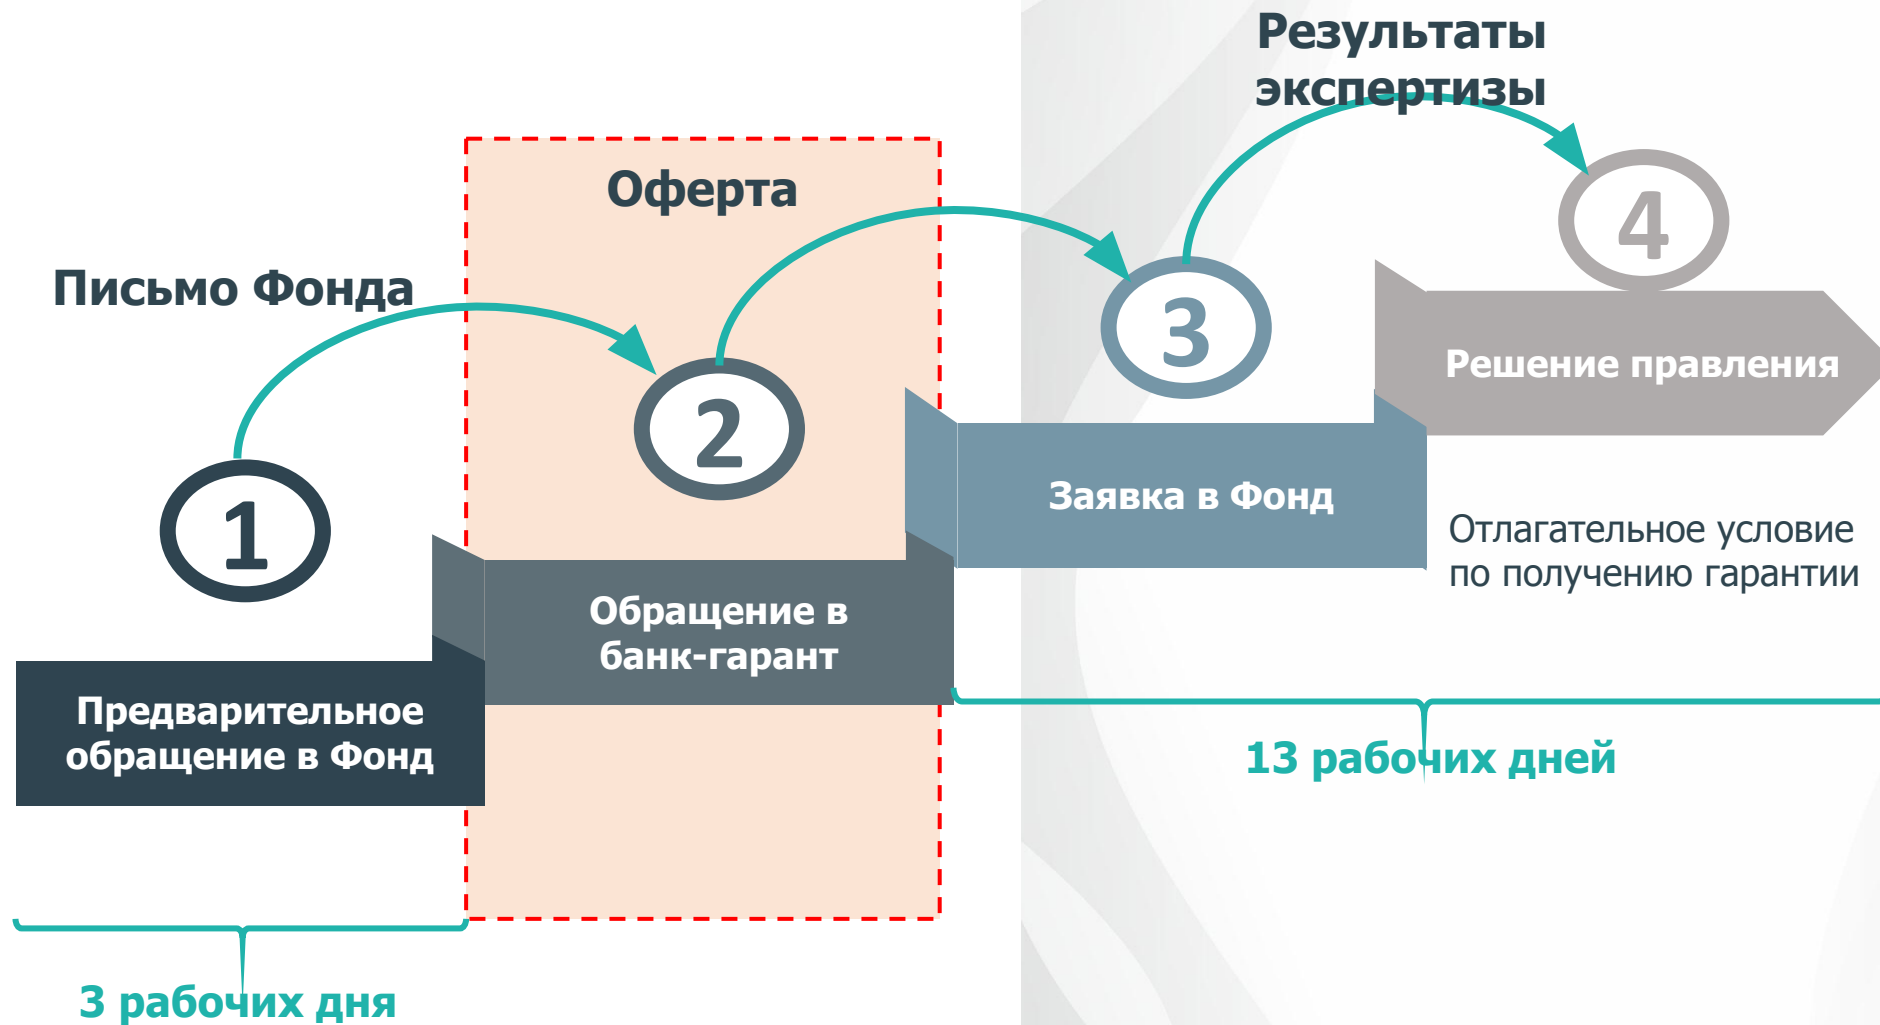 Результаты
экспертизы
Оферта
Письмо Фонда
1
2
3
4
Предварительное
обращение в Фонд
Обращение в
банк-гарант
Заявка в Фонд
Решение правления
Отлагательное условие
по получению гарантии
13 рабочих дней
3 рабочих дня